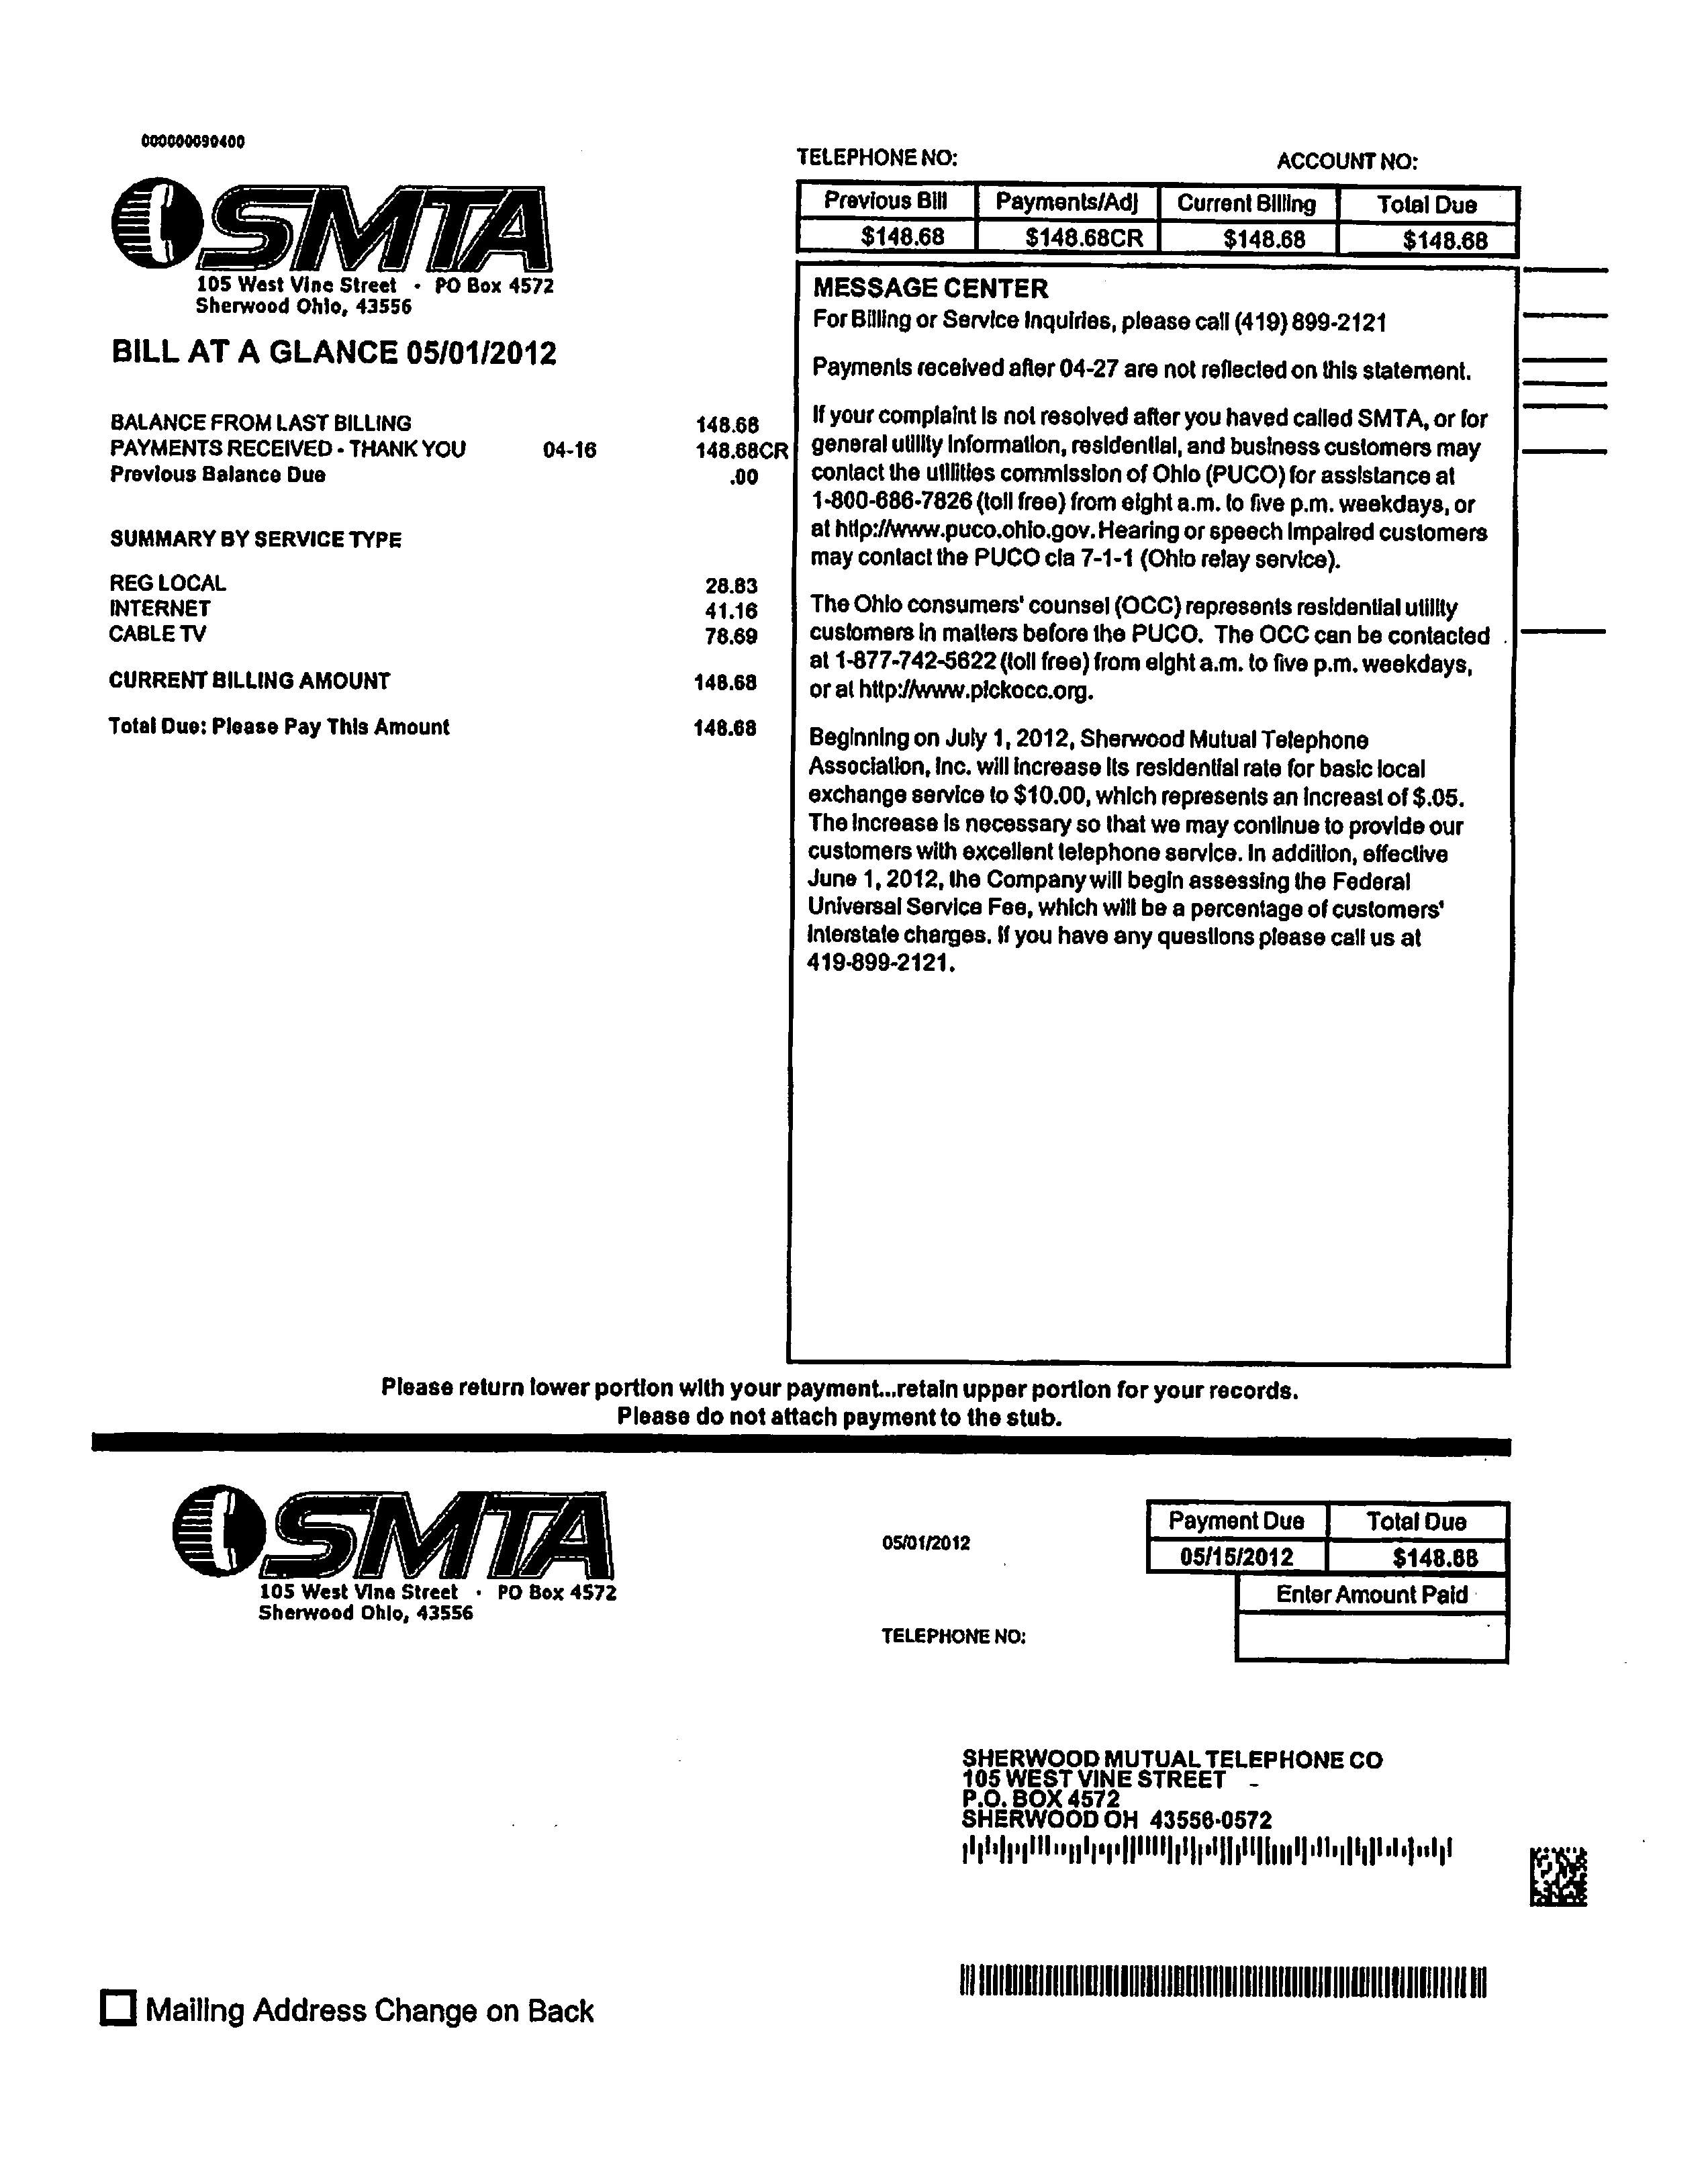 000000090400
SMTA
105 West Vine Street · PO Box 4572
Sherwood Ohio, 43556
BILL AT A GLANCE 05/01/2012
BALANCE FROM LAST BILLING 148.68
PAYMENTS RECEIVED - THANK YOU 04-16 148.68CR
Previous Balance Due .00
SUMMARY BY SERVICE TYPE
REG LOCAL 28.83
INTERNET 41.16
CABLE TV 78.69
CURRENT BILLING AMOUNT 148.68
Total Due: Please Pay This Amount 148.68
TELEPHONE NO: ACCOUNT NO:
Previous Bill Payments/Adj Current Billing Total Due
$148.68 $148.68CR $148.68 $148.68
MESSAGE CENTER
For Billing or Service Inquiries, please call (419) 899-2121
Payments received after 04-27 are not reflected on this statement.
If your complaint is not resolved after you haved called SMTA, or for
general utility information, residential, and business customers may
contact the utilities commission of Ohio (PUCO) for assistance at
1-800-686-7826 (toll free) from eight a.m. to five p.m. weekdays, or
at http://www.puco.ohio.gov. Hearing or speech impaired customers
may contact the PUCO cia 7-1-1 (Ohio relay service).
The Ohio consumers' counsel (OCC) represents residential utility
customers in matters before the PUCO. The OCC can be contacted
at 1-877-742-5622 (toll free) from eight a.m. to five p.m. weekdays,
or at http://www.pickocc.org.
Beginning on July 1, 2012, Sherwood Mutual Telephone
Association, Inc. will increase its residential rate for basic local
exchange service to $10.00, which represents an increast of $.05.
The increase is necessary so that we may continue to provide our
customers with excellent telephone service. In addition, effective
June 1, 2012, the Company will begin assessing the Federal
Universal Service Fee, which will be a percentage of customers'
interstate charges. If you have any questions please call us at
419-899-2121.
Please return lower portion with your payment...retain upper portion for your records.
Please do not attach payment to the stub.
SMTA
105 West Vine Street · PO Box 4572
Sherwood Ohio, 43556
05/01/2012
TELEPHONE NO:
Payment Due Total Due
05/15/2012 $148.68
Enter Amount Paid
SHERWOOD MUTUAL TELEPHONE CO
105 WEST VINE STREET
P.O. BOX 4572
SHERWOOD OH 43556-0572
Mailing Address Change on Back